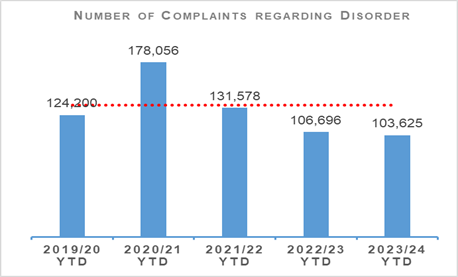 NUMBER OF COMPLAINTS REGARDING DISORDER
178,056
124,200
131,578
106,696
103,625
2019/20 2020/21 2021/22 2022/23 2023/24
YTD YTD YTD YTD YTD